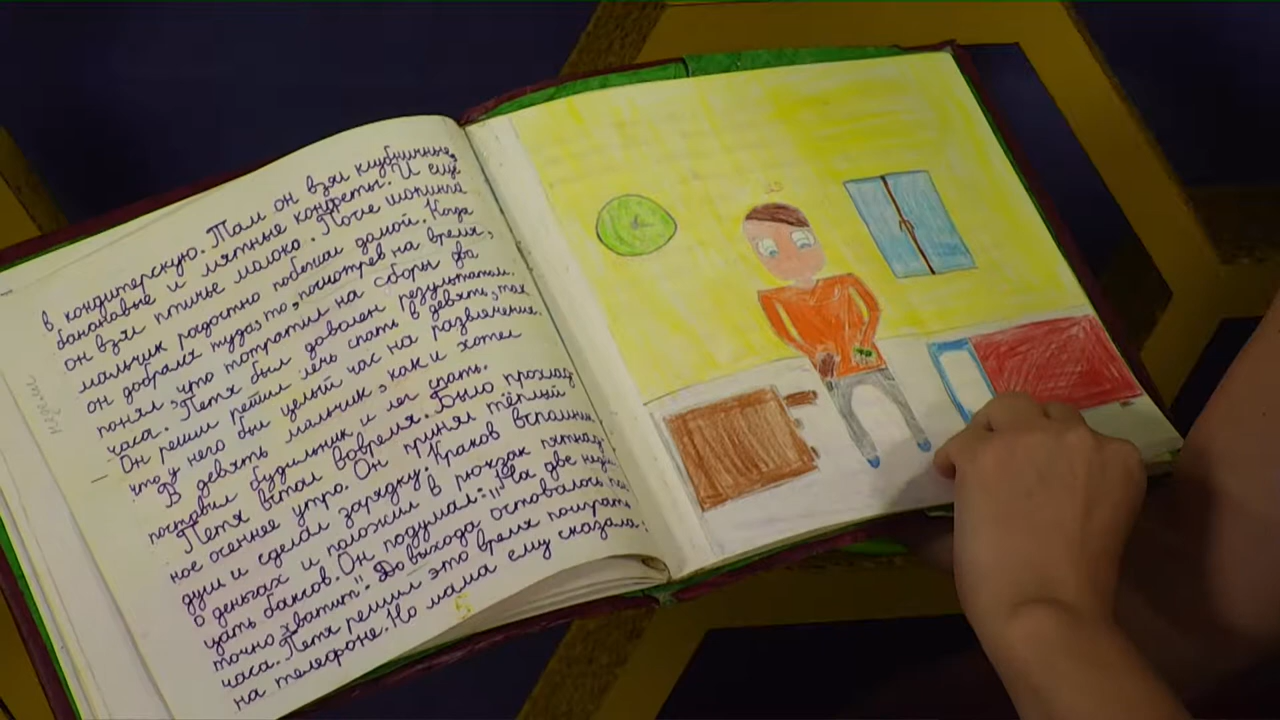 в кондитерскую. Там он взял клубничные,
банановые и мятные конфеты. И ещё
он взял птичье молоко. После шопинга
мальчик радостно побежал домой. Когда
он добрался туда, то, посмотрев на время,
понял, что потратил на сборы два
часа. Петя был доволен результатом.
Он решил лечь спать в девять, так
что у него был целый час на развлечения.
В девять мальчик, как и хотел
поставил будильник и лёг спать.
Петя встал вовремя. Было прохлад-
ное осеннее утро. Он принял тёплый
душ и сделал зарядку. Краков вспомнил
о деньгах и положил в рюкзак пятнад-
цать баксов. Он подумал: "На две недели
точно хватит". До выхода оставалось
часа. Петя решил это время поиграть
на телефоне. Но мама ему сказала:
5